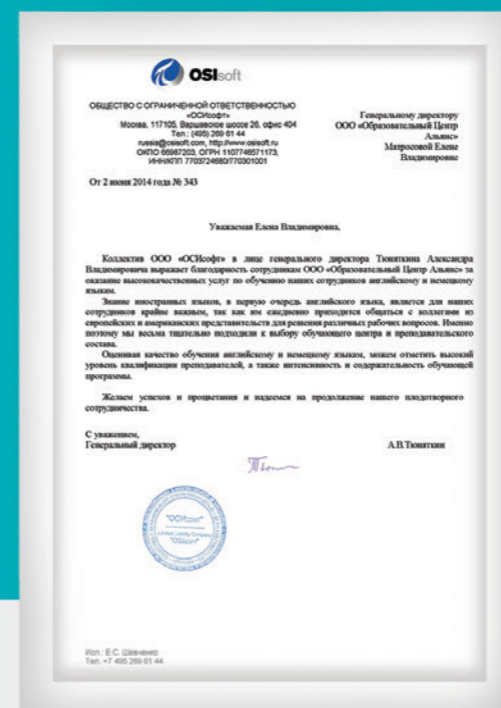 OSIsoft
ОБЩЕСТВО С ОГРАНИЧЕННОЙ ОТВЕТСТВЕННОСТЬЮ
«ОСИсофт»
Москва, 117105, Варшавское шоссе 26, офис 404
Тел.: (495) 269 61 44
russia@osisoft.com, http://www.osisoft.ru
ОКПО 66967203, ОГРН 1107746571173,
ИНН/КПП 7703724680/770301001
Генеральному директору
ООО «Образовательный Центр
Альянс»
Матросовой Елене
Владимировне
От 2 июня 2014 года № 343
Уважаемая Елена Владимировна,
Коллектив ООО «ОСИсофт» в лице генерального директора Тюняткина Александра
Владимировича выражает благодарность сотрудникам ООО «Образовательный Центр Альянс» за
оказание высококачественных услуг по обучению наших сотрудников английскому и немецкому
языкам.
Знание иностранных языков, в первую очередь английского языка, является для наших
сотрудников крайне важным, так как им ежедневно приходится общаться с коллегами из
европейских и американских представительств для решения различных рабочих вопросов. Именно
поэтому мы весьма тщательно подходили к выбору обучающего центра и преподавательского
состава.
Оценивая качество обучения английскому и немецкому языкам, можем отметить высокий
уровень квалификации преподавателей, а также интенсивность и содержательность обучающей
программы.
Желаем успехов и процветания и надеемся на продолжение нашего плодотворного
сотрудничества.
С уважением,
Генеральный директор
А.В.Тюняткин
"ОСИсофт"
Limited Liability Company
"OSIsoft"
Исп.: Е.С. Шевченко
Тел. +7 495 269 61 44